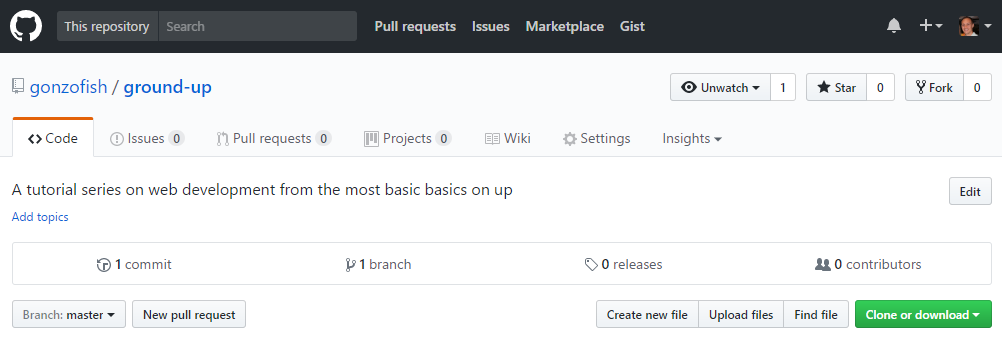 This repository Search Pull requests Issues Marketplace Gist
gonzofish / ground-up Unwatch 1 Star 0 Fork 0
Code Issues 0 Pull requests 0 Projects 0 Wiki Settings Insights
A tutorial series on web development from the most basic basics on up Edit
Add topics
1 commit 1 branch 0 releases 0 contributors
Branch: master New pull request Create new file Upload files Find file Clone or download